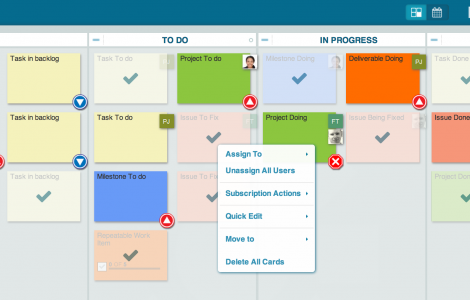 TO DO
IN PROGRESS
Task in backlog
Task To do
PJ
Project To do
Milestone Doing
Deliverable Doing
PJ
Task Done
Task in backlog
Task To do
PJ
Issue To Fix
Project Doing
FT
Issue Being Fixed
Issue Done
Task in backlog
Milestone To do
Issue To Fix
Project Done
Processable Work
Item
Assign To
Unassign All Users
Subscription Actions
Quick Edit
Move to
Delete All Cards